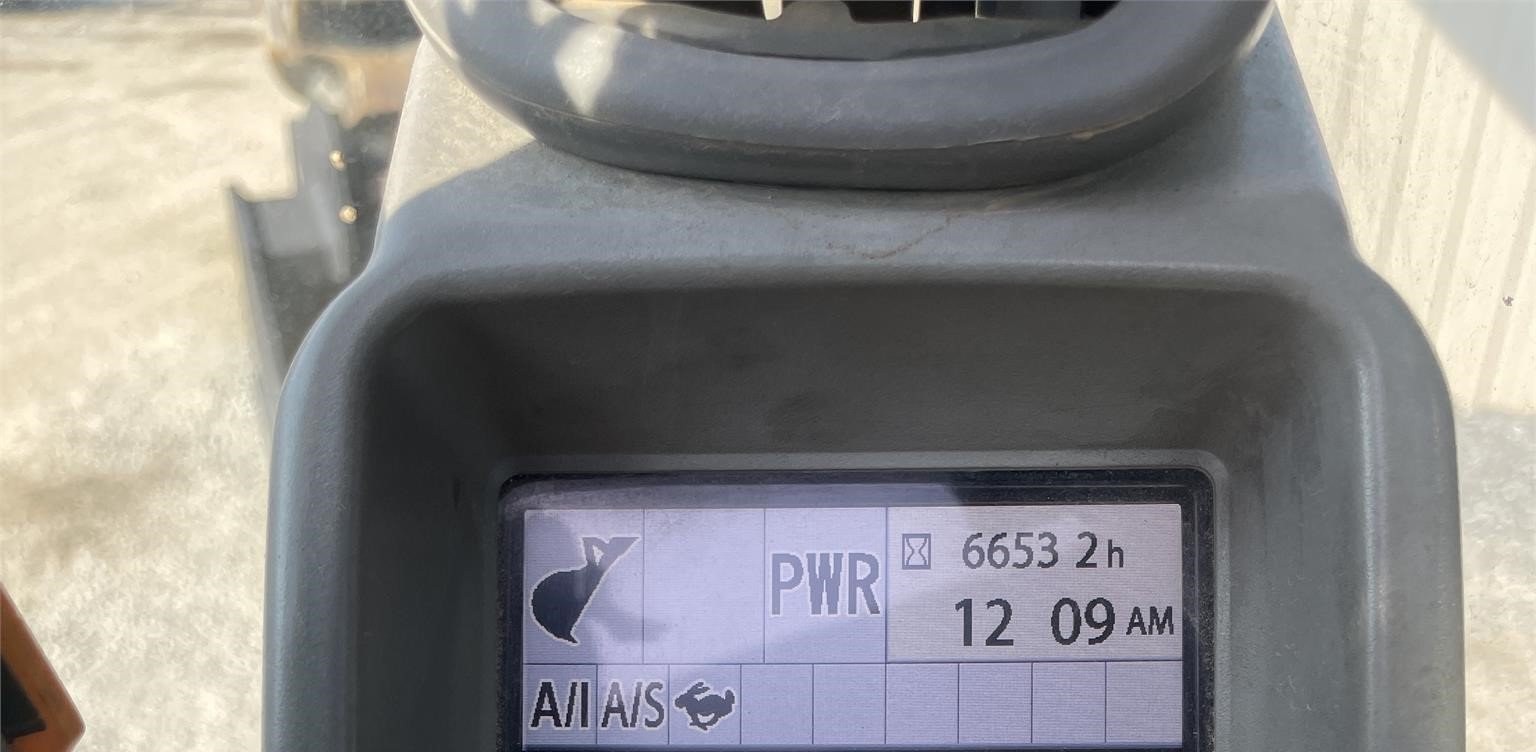 PWR
6653 2h
12 09 AM
A/I A/S